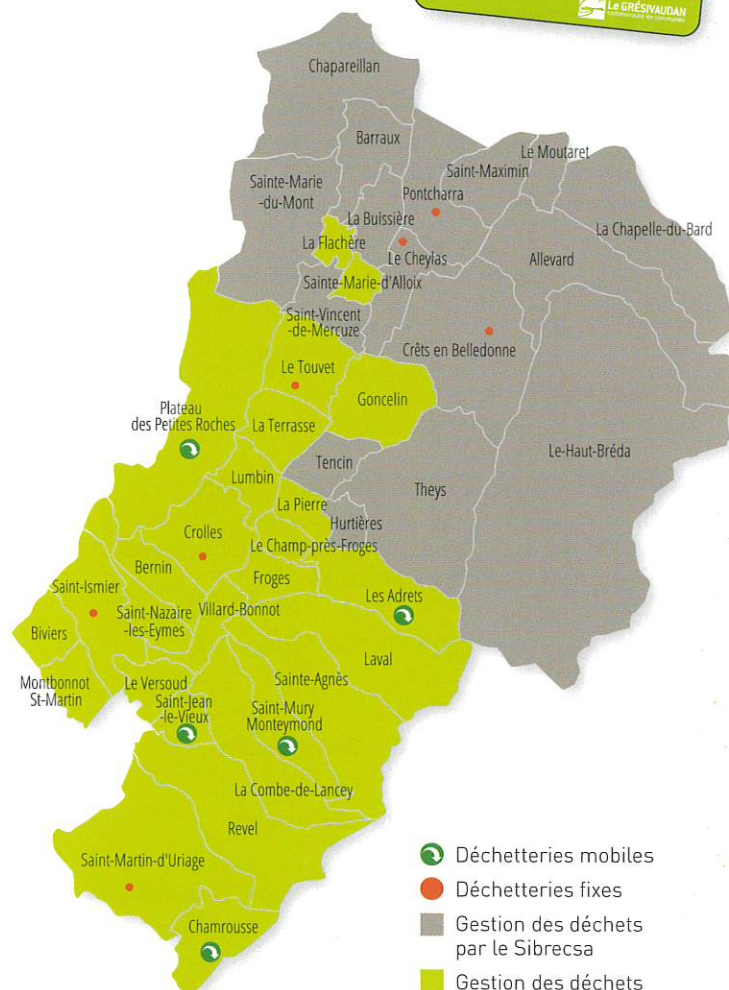 Le GRÉSIVAUDAN
communauté de communes
Chapareillan
Barraux
Le Moutaret
Saint-Maximin
Sainte-Marie
-du-Mont
Pontcharra
La Buissière
La Chapelle-du-Bard
La Flachère
Le Cheylas
Allevard
Sainte-Marie-d'Alloix
Saint-Vincent
-de-Mercuze
Crêts en Belledonne
Le Touvet
Goncelin
Plateau
des Petites Roches
La Terrasse
Le-Haut-Bréda
Tencin
Lumbin
Theys
La Pierre
Hurtières
Crolles
Le Champ-près-Froges
Bernin
Froges
Saint-Ismier
Les Adrets
Saint-Nazaire
-les-Eymes
Villard-Bonnot
Biviers
Laval
Montbonnot
St-Martin
Le Versoud
Sainte-Agnès
Saint-Jean
-le-Vieux
Saint-Mury
Monteymond
La Combe-de-Lancey
Revel
Saint-Martin-d'Uriage
Chamrousse
Déchetteries mobiles
Déchetteries fixes
Gestion des déchets
par le Sibrecsa
Gestion des déchets